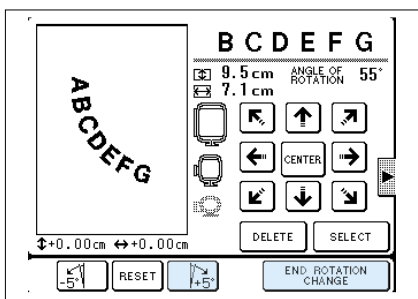 ABCDEFG
BCDEFG
9.5cm ANGLE OF ROTATION 55°
7.1cm
CENTER
DELETE SELECT
+0.00cm +0.00cm
-5° RESET +5° END ROTATION CHANGE